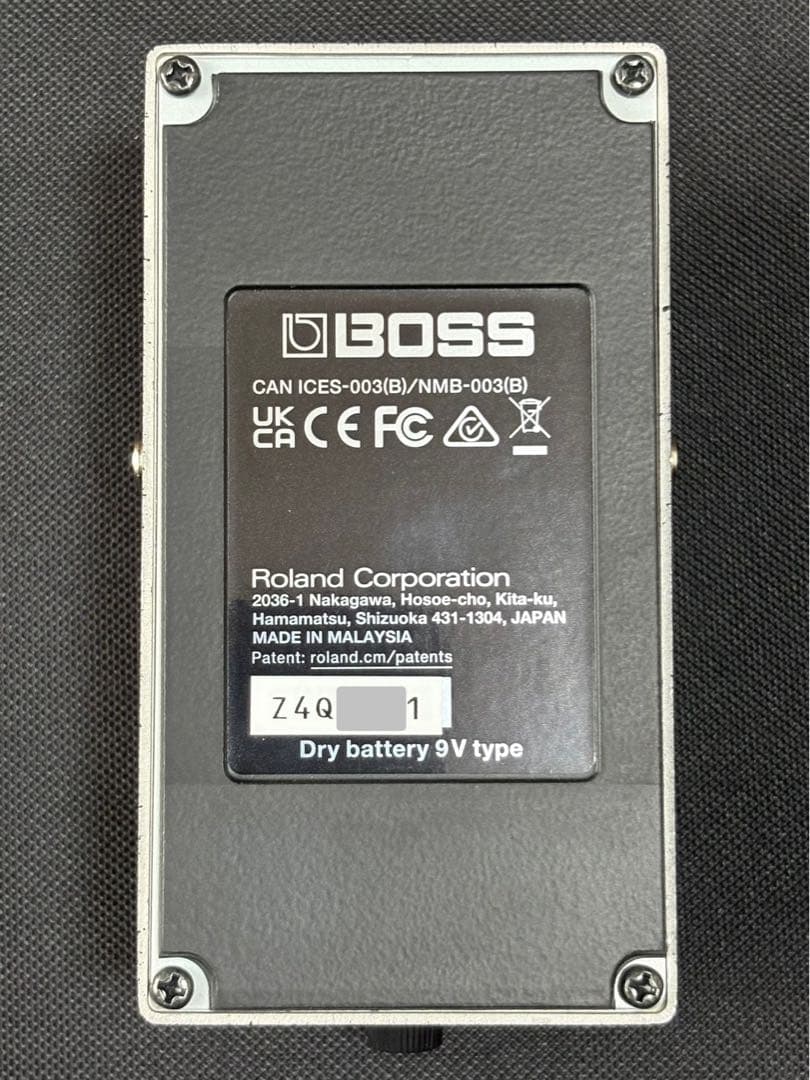 BOSS
CAN ICES-003(B)/NMB-003(B)
UK CA CE FC
Roland Corporation
2036-1 Nakagawa, Hosoe-cho, Kita-ku,
Hamamatsu, Shizuoka 431-1304, JAPAN
MADE IN MALAYSIA
Patent: roland.cm/patents
Z4Q 1
Dry battery 9V type